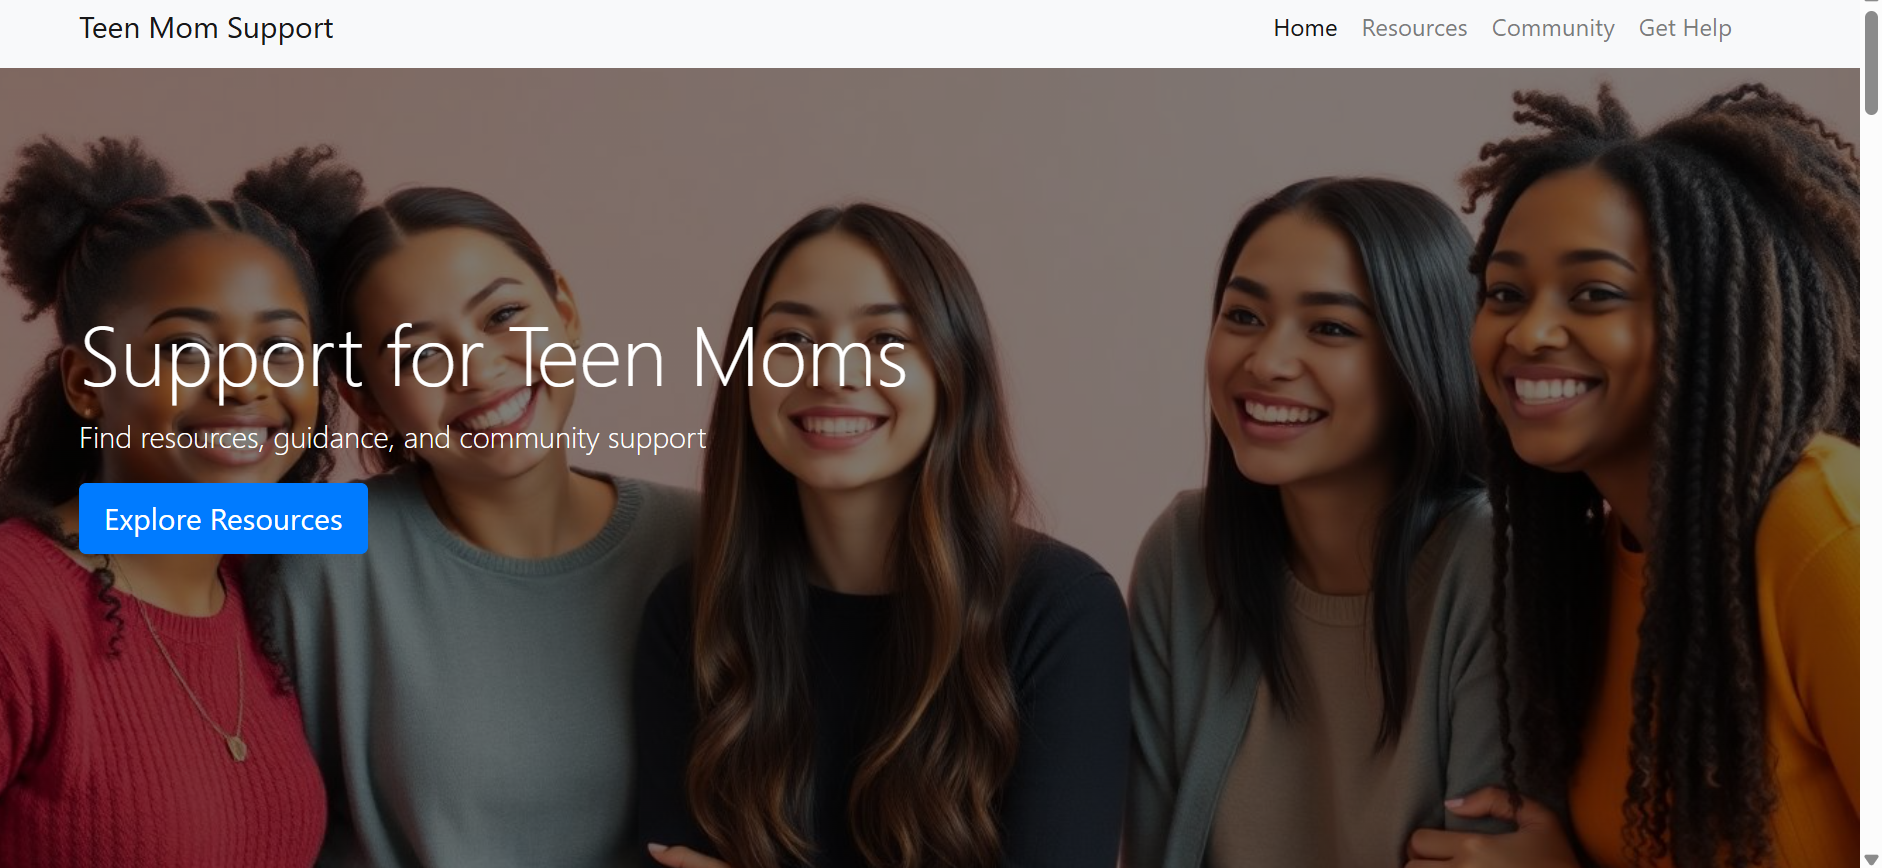 Teen Mom Support
Home Resources Community Get Help
Support for Teen Moms
Find resources, guidance, and community support
Explore Resources